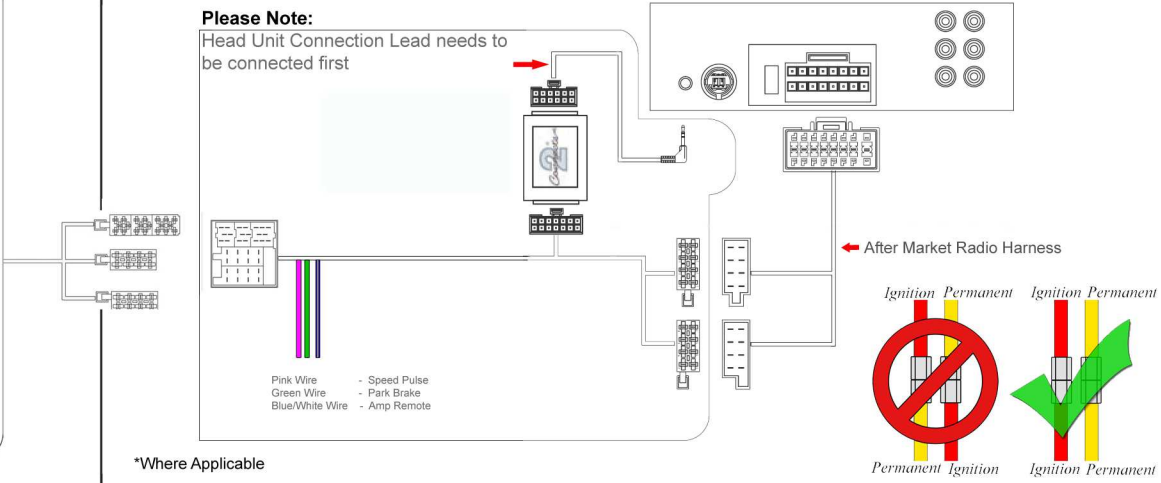 Please Note:
Head Unit Connection Lead needs to
be connected first
Connects
2
After Market Radio Harness
Ignition Permanent Ignition Permanent
Pink Wire - Speed Pulse
Green Wire - Park Brake
Blue/White Wire - Amp Remote
Permanent Ignition Ignition Permanent
*Where Applicable